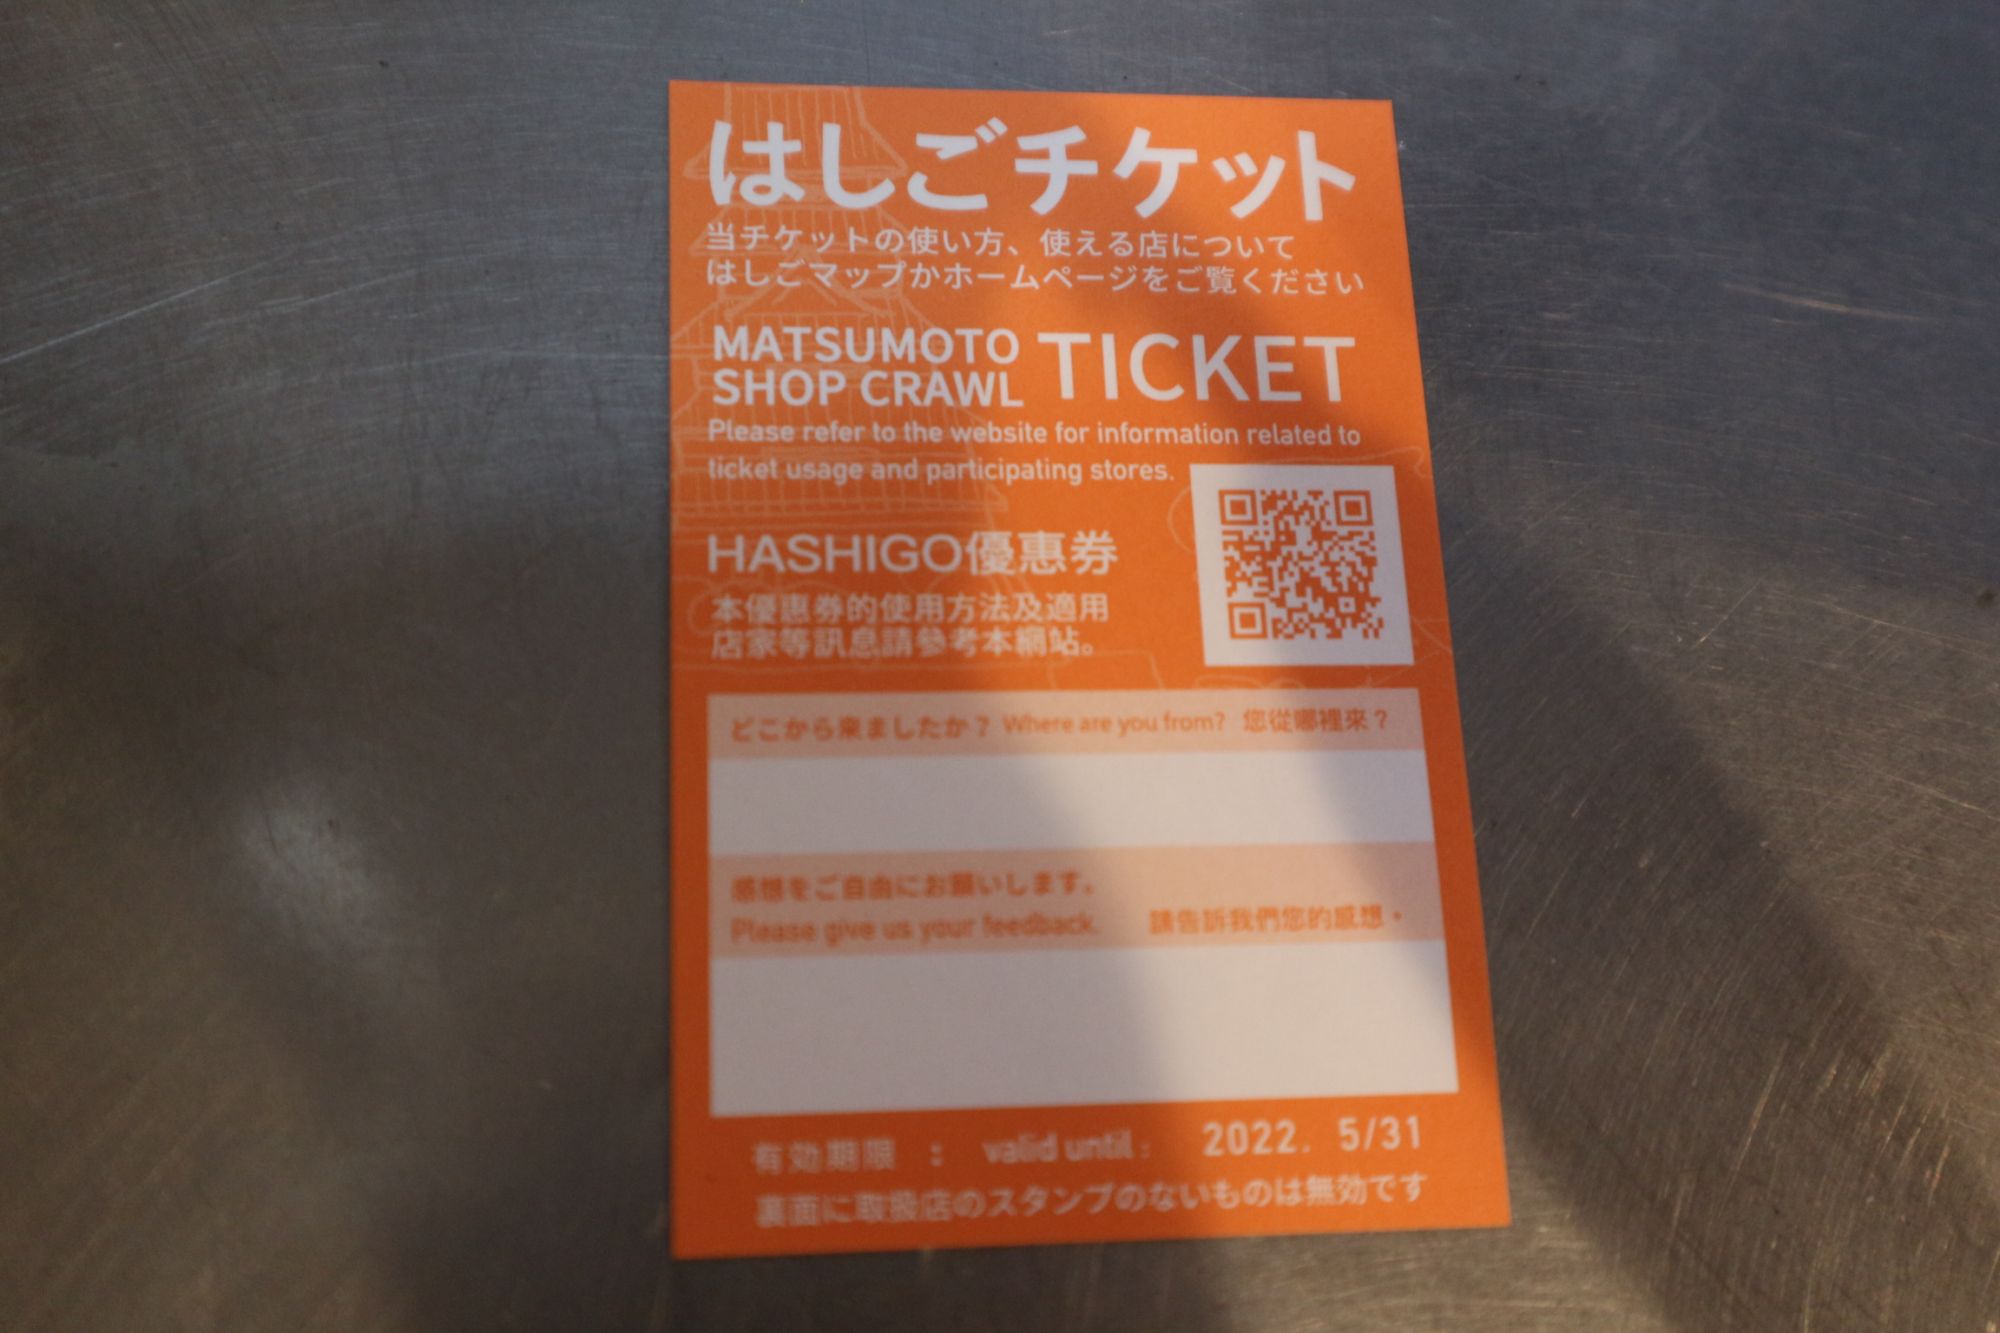 はしごチケット
当チケットの使い方、使える店について
はしごマップかホームページをご覧ください
MATSUMOTO
SHOP CRAWL
TICKET
Please refer to the website for information related to
ticket usage and participating stores.
HASHIGO優惠券
本優惠券的使用方法及適用
店家等訊息請參考本網站。
どこから来ましたか？ Where are you from? 您從哪裡來？
感想をご自由にお願いします。
Please give us your feedback. 請告訴我們您的感想。
有効期限 : valid until : 2022. 5/31
裏面に取扱店のスタンプのないものは無効です